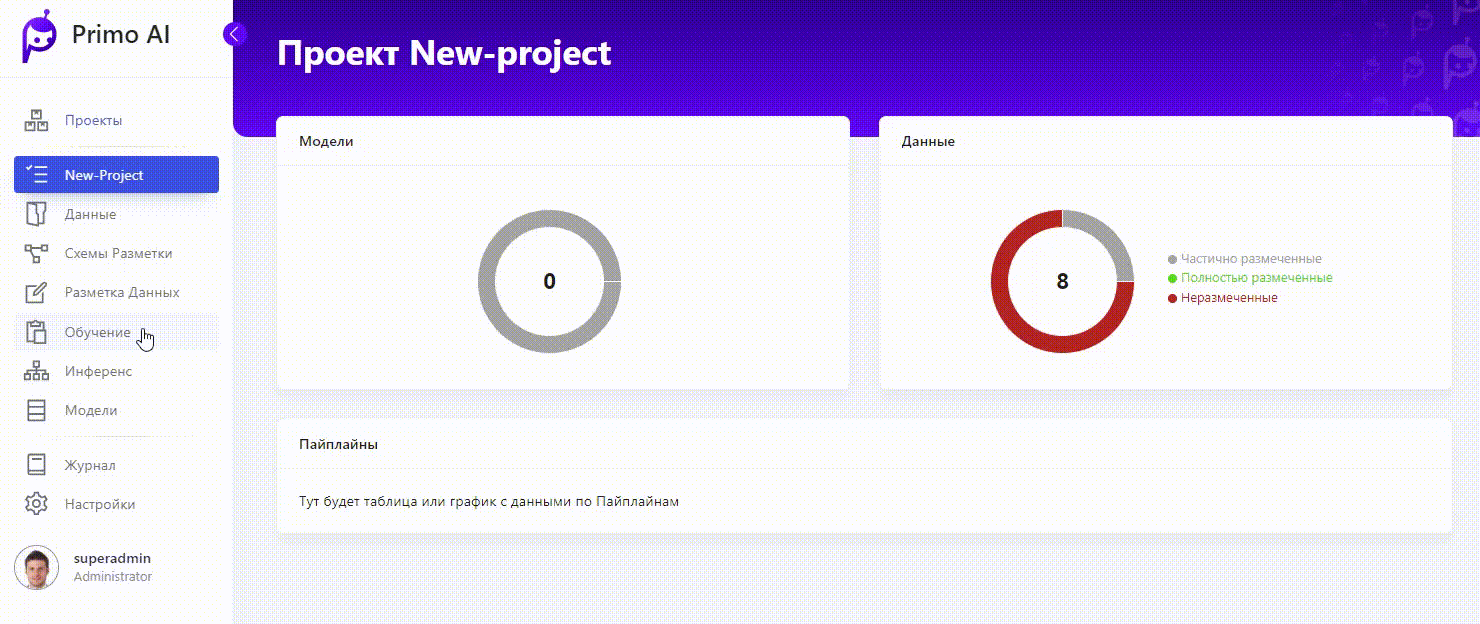 Primo AI
Проекты
New-Project
Данные
Схемы Разметки
Разметка Данных
Обучение
Инференс
Модели
Журнал
Настройки
superadmin
Administrator
Проект New-project
Модели
0
Данные
8
Частично размеченные
Полностью размеченные
Неразмеченные
Пайплайны
Тут будет таблица или график с данными по Пайплайнам